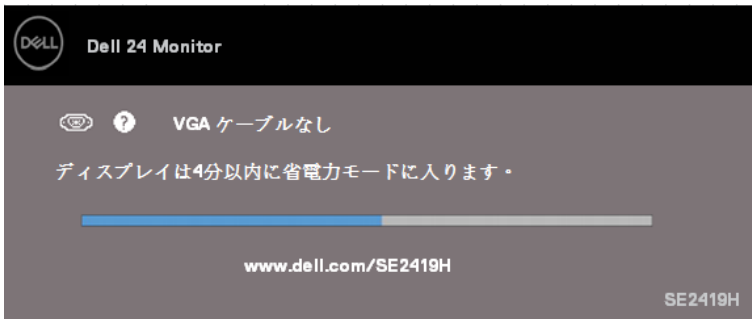 DELL
Dell 24 Monitor
VGA ケーブルなし
ディスプレイは4分以内に省電力モードに入ります。
www.dell.com/SE2419H
SE2419H